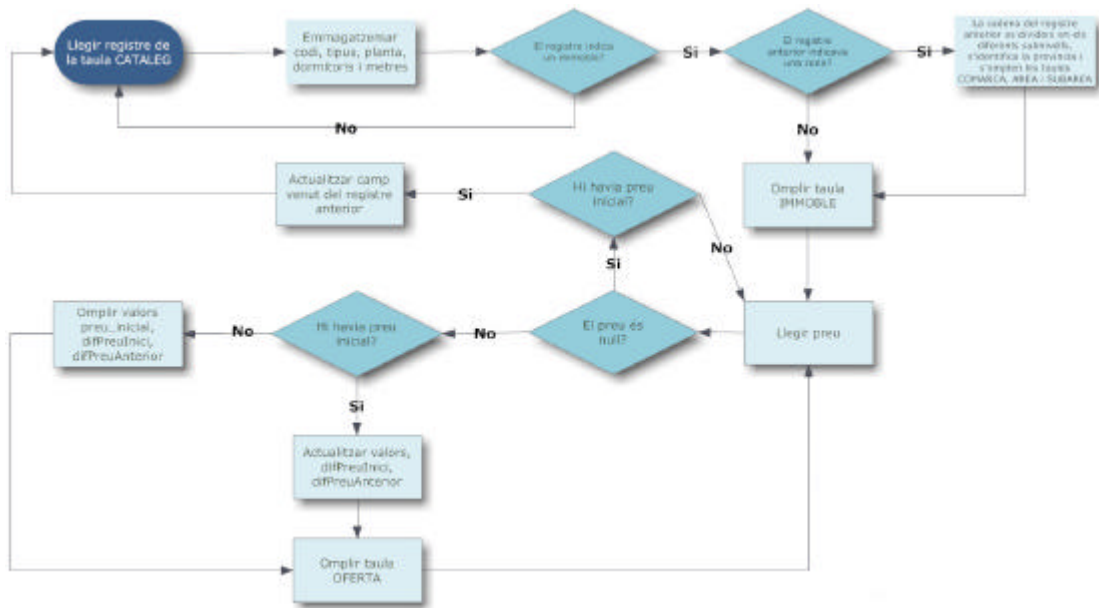 Llegir registre de
la taula CATALEG
Emmagatzemar
codi, tipus, planta,
dormitoris i metres
El registre indica
un immoble?
Si
El registre
anterior indicava
una zona?
Si
La cadena del registre
anterior es divideix en els
diferents subnivells,
s'identifica la provincia i
s'omplen les taules
COMARCA, AREA i SUBAREA
No
No
Actualitzar camp
venut del registre
anterior
Si
Hi havia preu
inicial?
Omplir taula
IMMOBLE
No
Si
Omplir valors
preu_inicial,
difPreuInici,
difPreuAnterior
No
Hi havia preu
inicial?
No
El preu és
null?
Llegir preu
Si
Actualitzar valors,
difPreuInici,
difPreuAnterior
Omplir taula
OFERTA